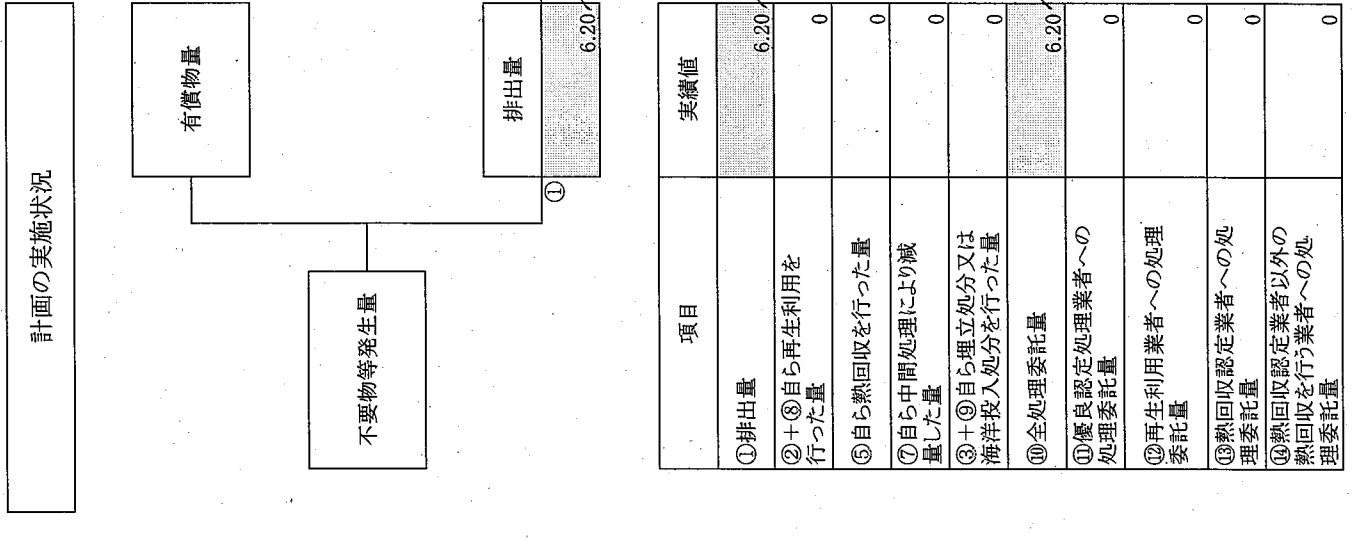 計画の実施状況
有償物量
不要物等発生量
排出量
①
6.20
項目
実績値
①排出量
6.20
②+⑧自ら再生利用を
行った量
0
⑤自ら熱回収を行った量
0
⑦自ら中間処理により減
量した量
0
③+⑨自ら埋立処分又は
海洋投入処分を行った量
0
⑩全処理委託量
6.20
⑪優良認定処理業者への
処理委託量
0
⑫再生利用業者への処理
委託量
0
⑬熱回収認定業者への処
理委託量
0
⑭熱回収認定業者以外の
熱回収を行う業者への処
理委託量
0